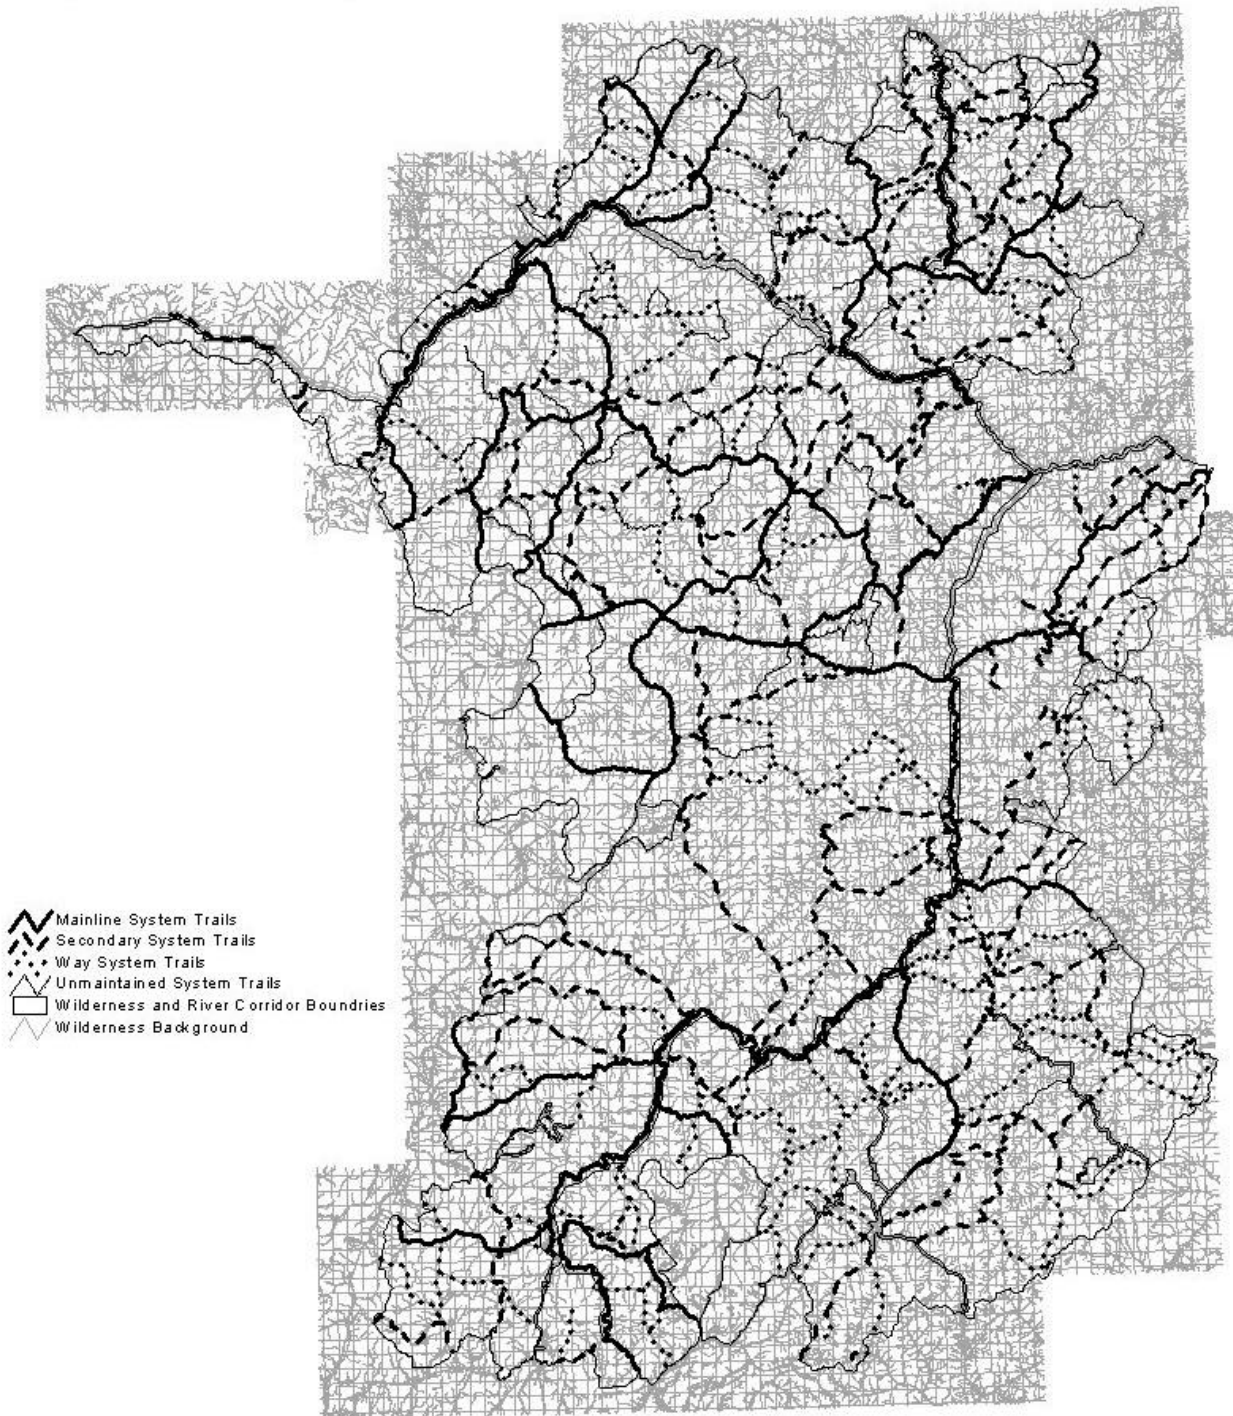 Mainline System Trails
Secondary System Trails
Way System Trails
Unmaintained System Trails
Wilderness and River Corridor Boundries
Wilderness Background